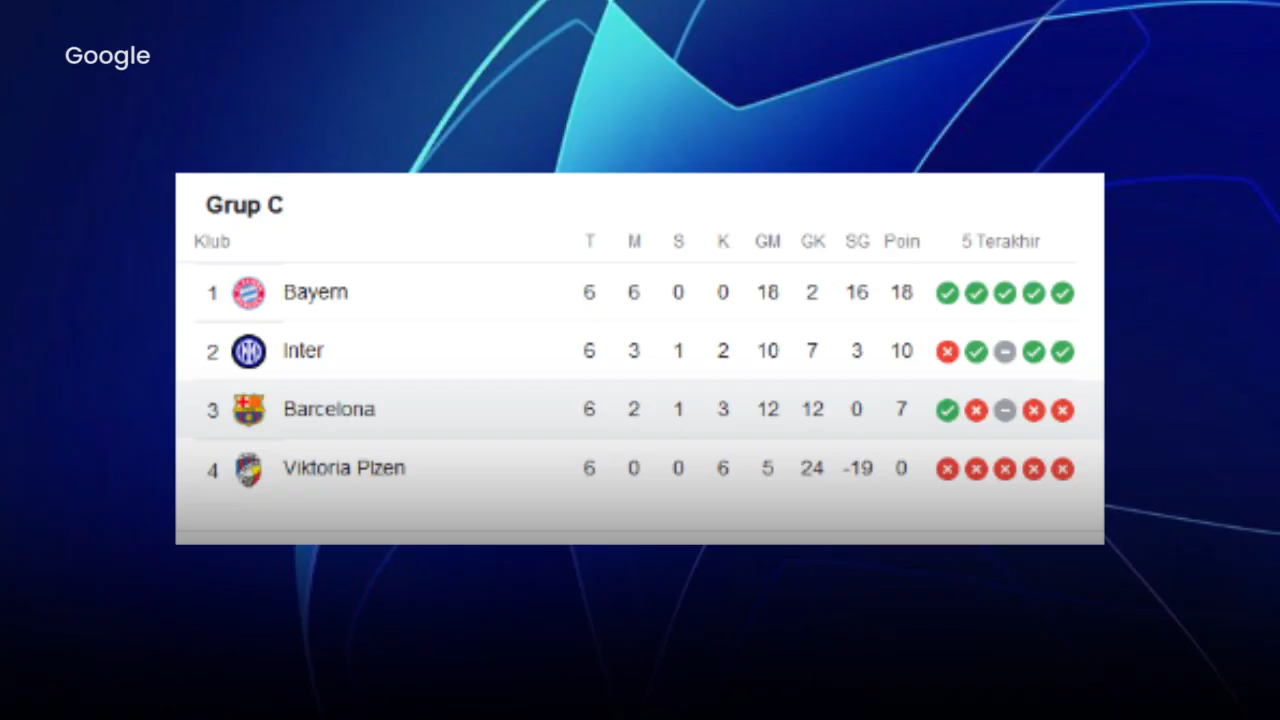 Google
Grup C
Klub T M S K GM GK SG Poin 5 Terakhir
1 Bayern 6 6 0 0 18 2 16 18
2 Inter 6 3 1 2 10 7 3 10
3 Barcelona 6 2 1 3 12 12 0 7
4 Viktoria Plzen 6 0 0 6 5 24 -19 0